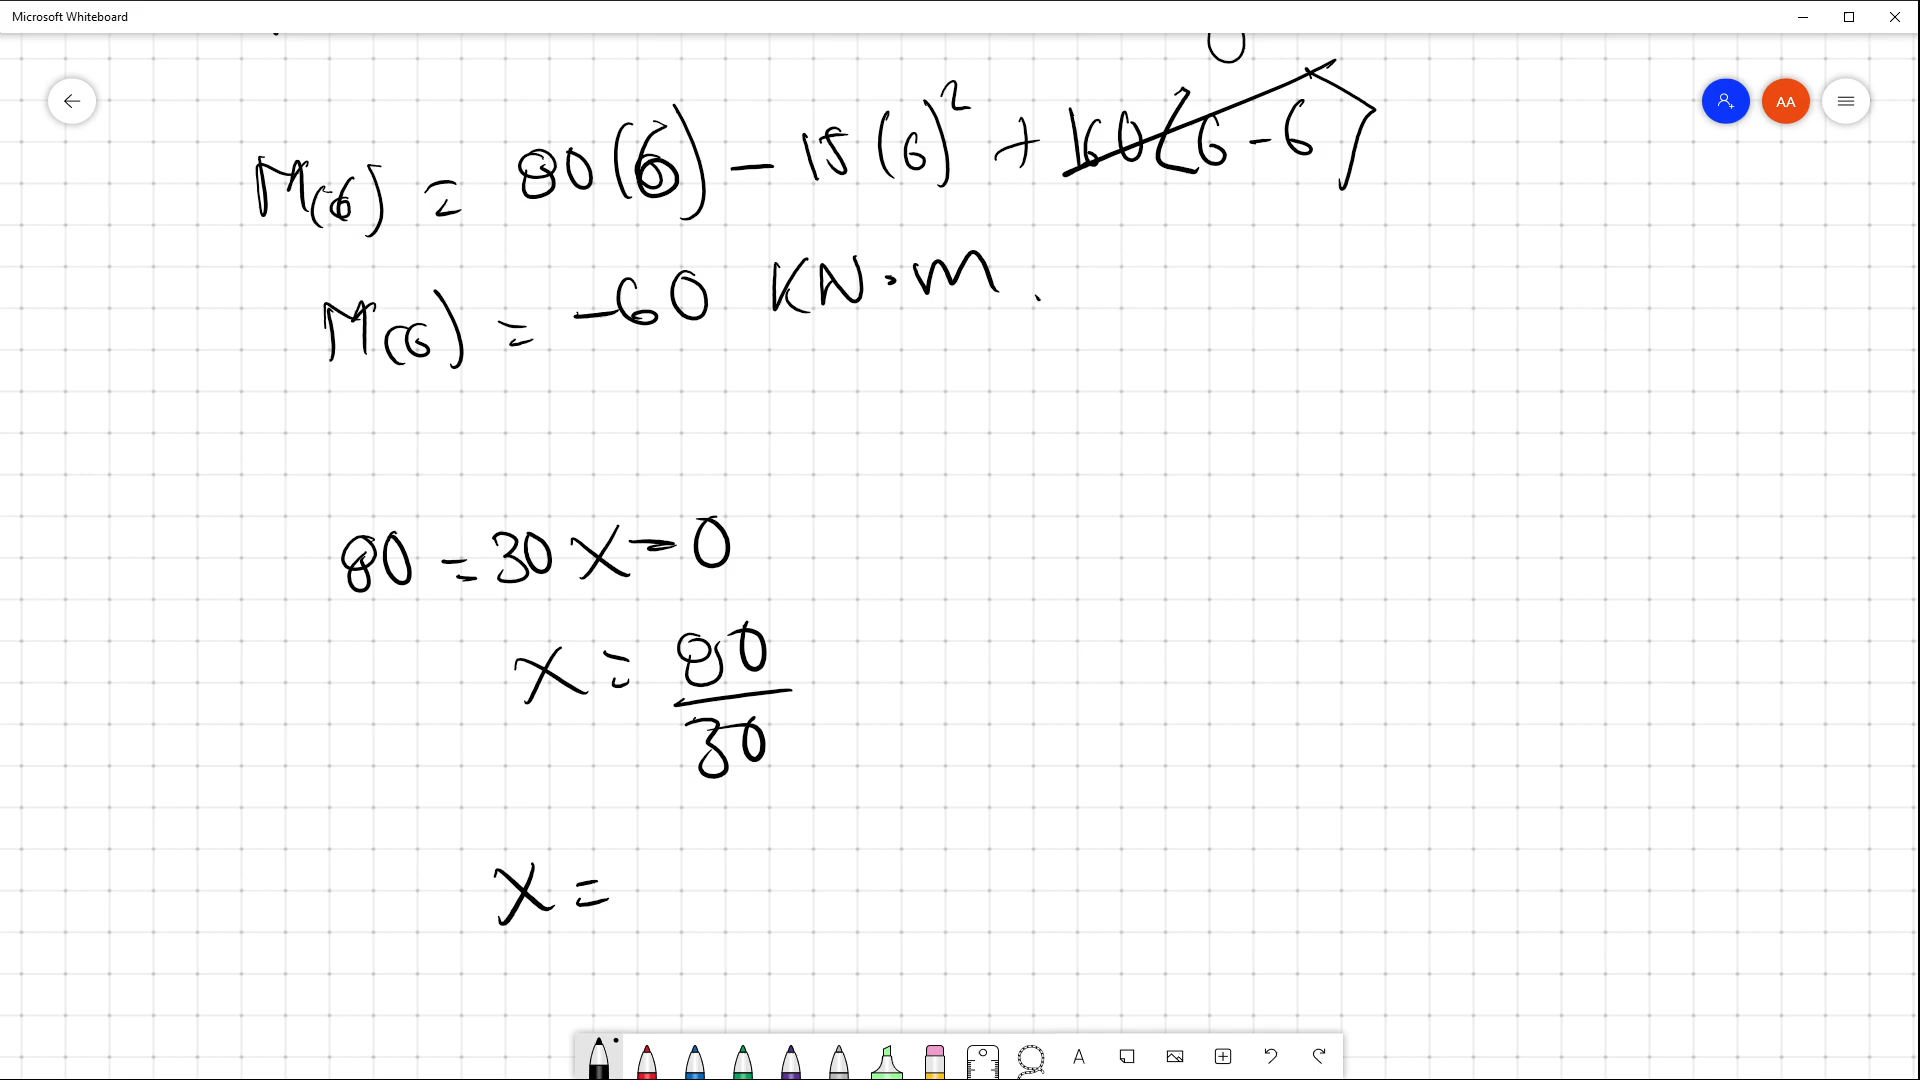 Microsoft Whiteboard
0
M(6) = 80(6) - 15(6)² + 160⟨6-6⟩
M(6) = -60 KN·m.
80 = 30x = 0
x = 80/30
x =
AA
A